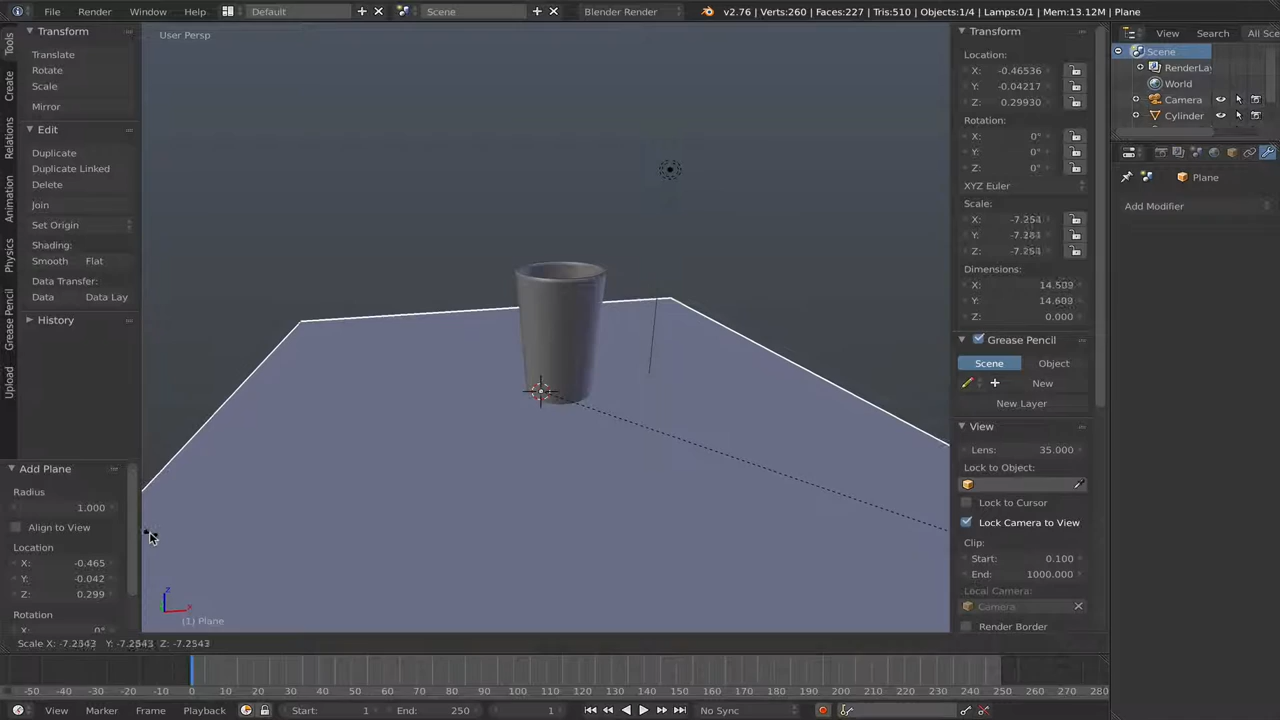 File Render Window Help Default Scene Blender Render v2.76 | Verts:260 | Faces:227 | Tris:510 | Objects:1/4 | Lamps:0/1 | Mem:13.12M | Plane
User Persp
Tools
Create
Relations
Animation
Physics
Grease Pencil
Upload
Transform
Translate
Rotate
Scale
Mirror
Edit
Duplicate
Duplicate Linked
Delete
Join
Set Origin
Shading:
Smooth Flat
Data Transfer:
Data Data Lay
History
Add Plane
Radius
1.000
Align to View
Location
X: -0.465
Y: -0.042
Z: 0.299
Rotation
X: 0°
z
x
(1) Plane
Transform
Location:
X: -0.46536
Y: -0.04217
Z: 0.29930
Rotation:
X: 0°
Y: 0°
Z: 0°
XYZ Euler
Scale:
X: -7.254
Y:
Z: -7.254
Dimensions:
X: 14.509
Y: 14.609
Z: 0.000
Grease Pencil
Scene Object
New
New Layer
View
Lens: 35.000
Lock to Object:
Lock to Cursor
Lock Camera to View
Clip:
Start: 0.100
End: 1000.000
Local Camera:
Camera
Render Border
View Search All Sce
Scene
RenderLay
World
Camera
Cylinder
Plane
Add Modifier
Scale X: -7.2543 Y: -7.2543 Z: -7.2543
-50 -40 -30 -20 -10 0 10 20 30 40 50 60 70 80 90 100 110 120 130 140 150 160 170 180 190 200 210 220 230 240 250 260 270 280
View Marker Frame Playback Start: 1 End: 250 1 No Sync